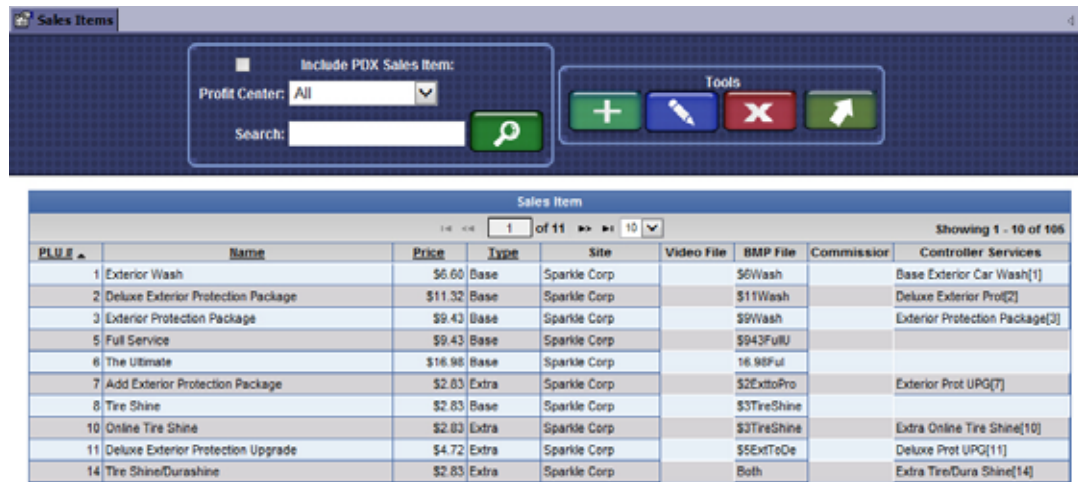 Sales Items
Include PDX Sales Item:
Profit Center: All
Tools
Search:
Sales Item
1 of 11 10
Showing 1 - 10 of 106
PLU # Name Price Type Site Video File BMP File Commission Controller Services
1 Exterior Wash $6.60 Base Sparkle Corp $6Wash Base Exterior Car Wash[1]
2 Deluxe Exterior Protection Package $11.32 Base Sparkle Corp $11Wash Deluxe Exterior Prot[2]
3 Exterior Protection Package $9.43 Base Sparkle Corp $9Wash Exterior Protection Package[3]
5 Full Service $9.43 Base Sparkle Corp $943FullU
6 The Ultimate $16.98 Base Sparkle Corp 16.98Ful
7 Add Exterior Protection Package $2.83 Extra Sparkle Corp $2ExttoPro Exterior Prot UPG[7]
8 Tire Shine $2.83 Base Sparkle Corp $3TireShine
10 Online Tire Shine $2.83 Extra Sparkle Corp $3TireShine Extra Online Tire Shine[10]
11 Deluxe Exterior Protection Upgrade $4.72 Extra Sparkle Corp $5ExtToDe Deluxe Prot UPG[11]
14 Tire Shine/Durashine $2.83 Extra Sparkle Corp Both Extra Tire/Dura Shine[14]